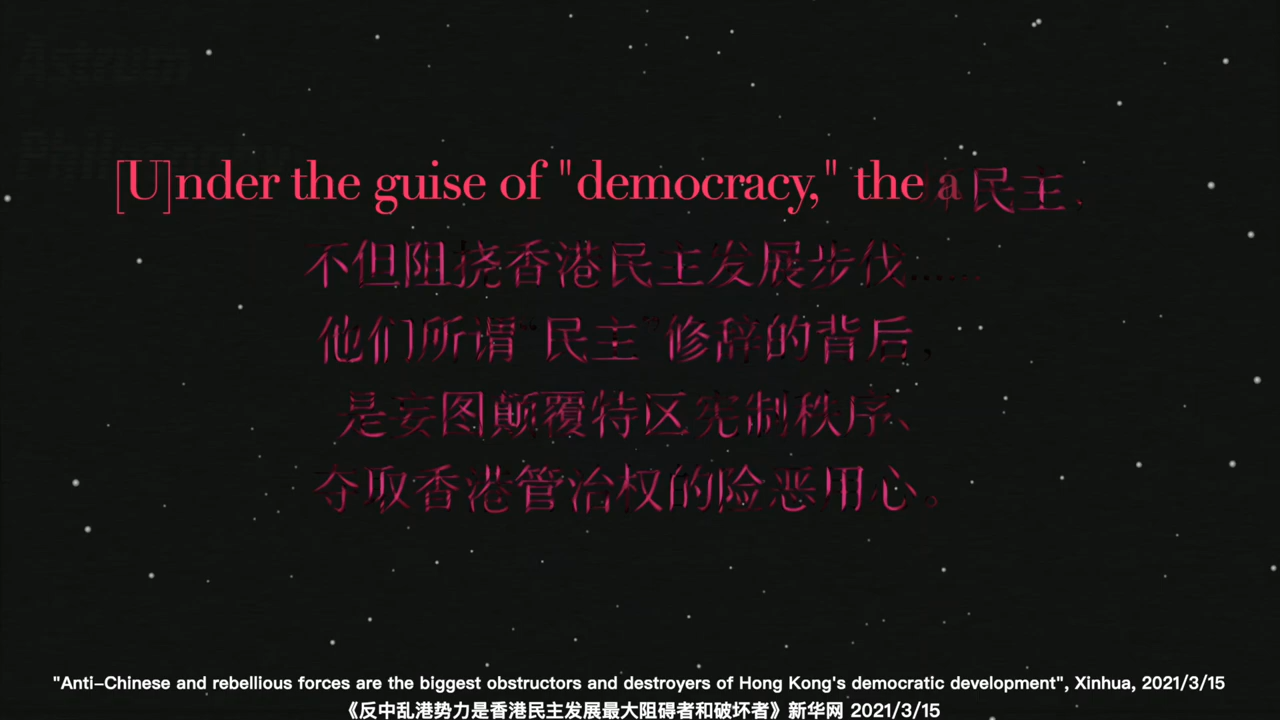 [U]nder the guise of "democracy," the a民主、
不但阻挠香港民主发展步伐……
他们所谓“民主”修辞的背后，
是妄图颠覆特区宪制秩序、
夺取香港管治权的险恶用心。
"Anti–Chinese and rebellious forces are the biggest obstructors and destroyers of Hong Kong's democratic development", Xinhua, 2021/3/15
《反中乱港势力是香港民主发展最大阻碍者和破坏者》新华网 2021/3/15